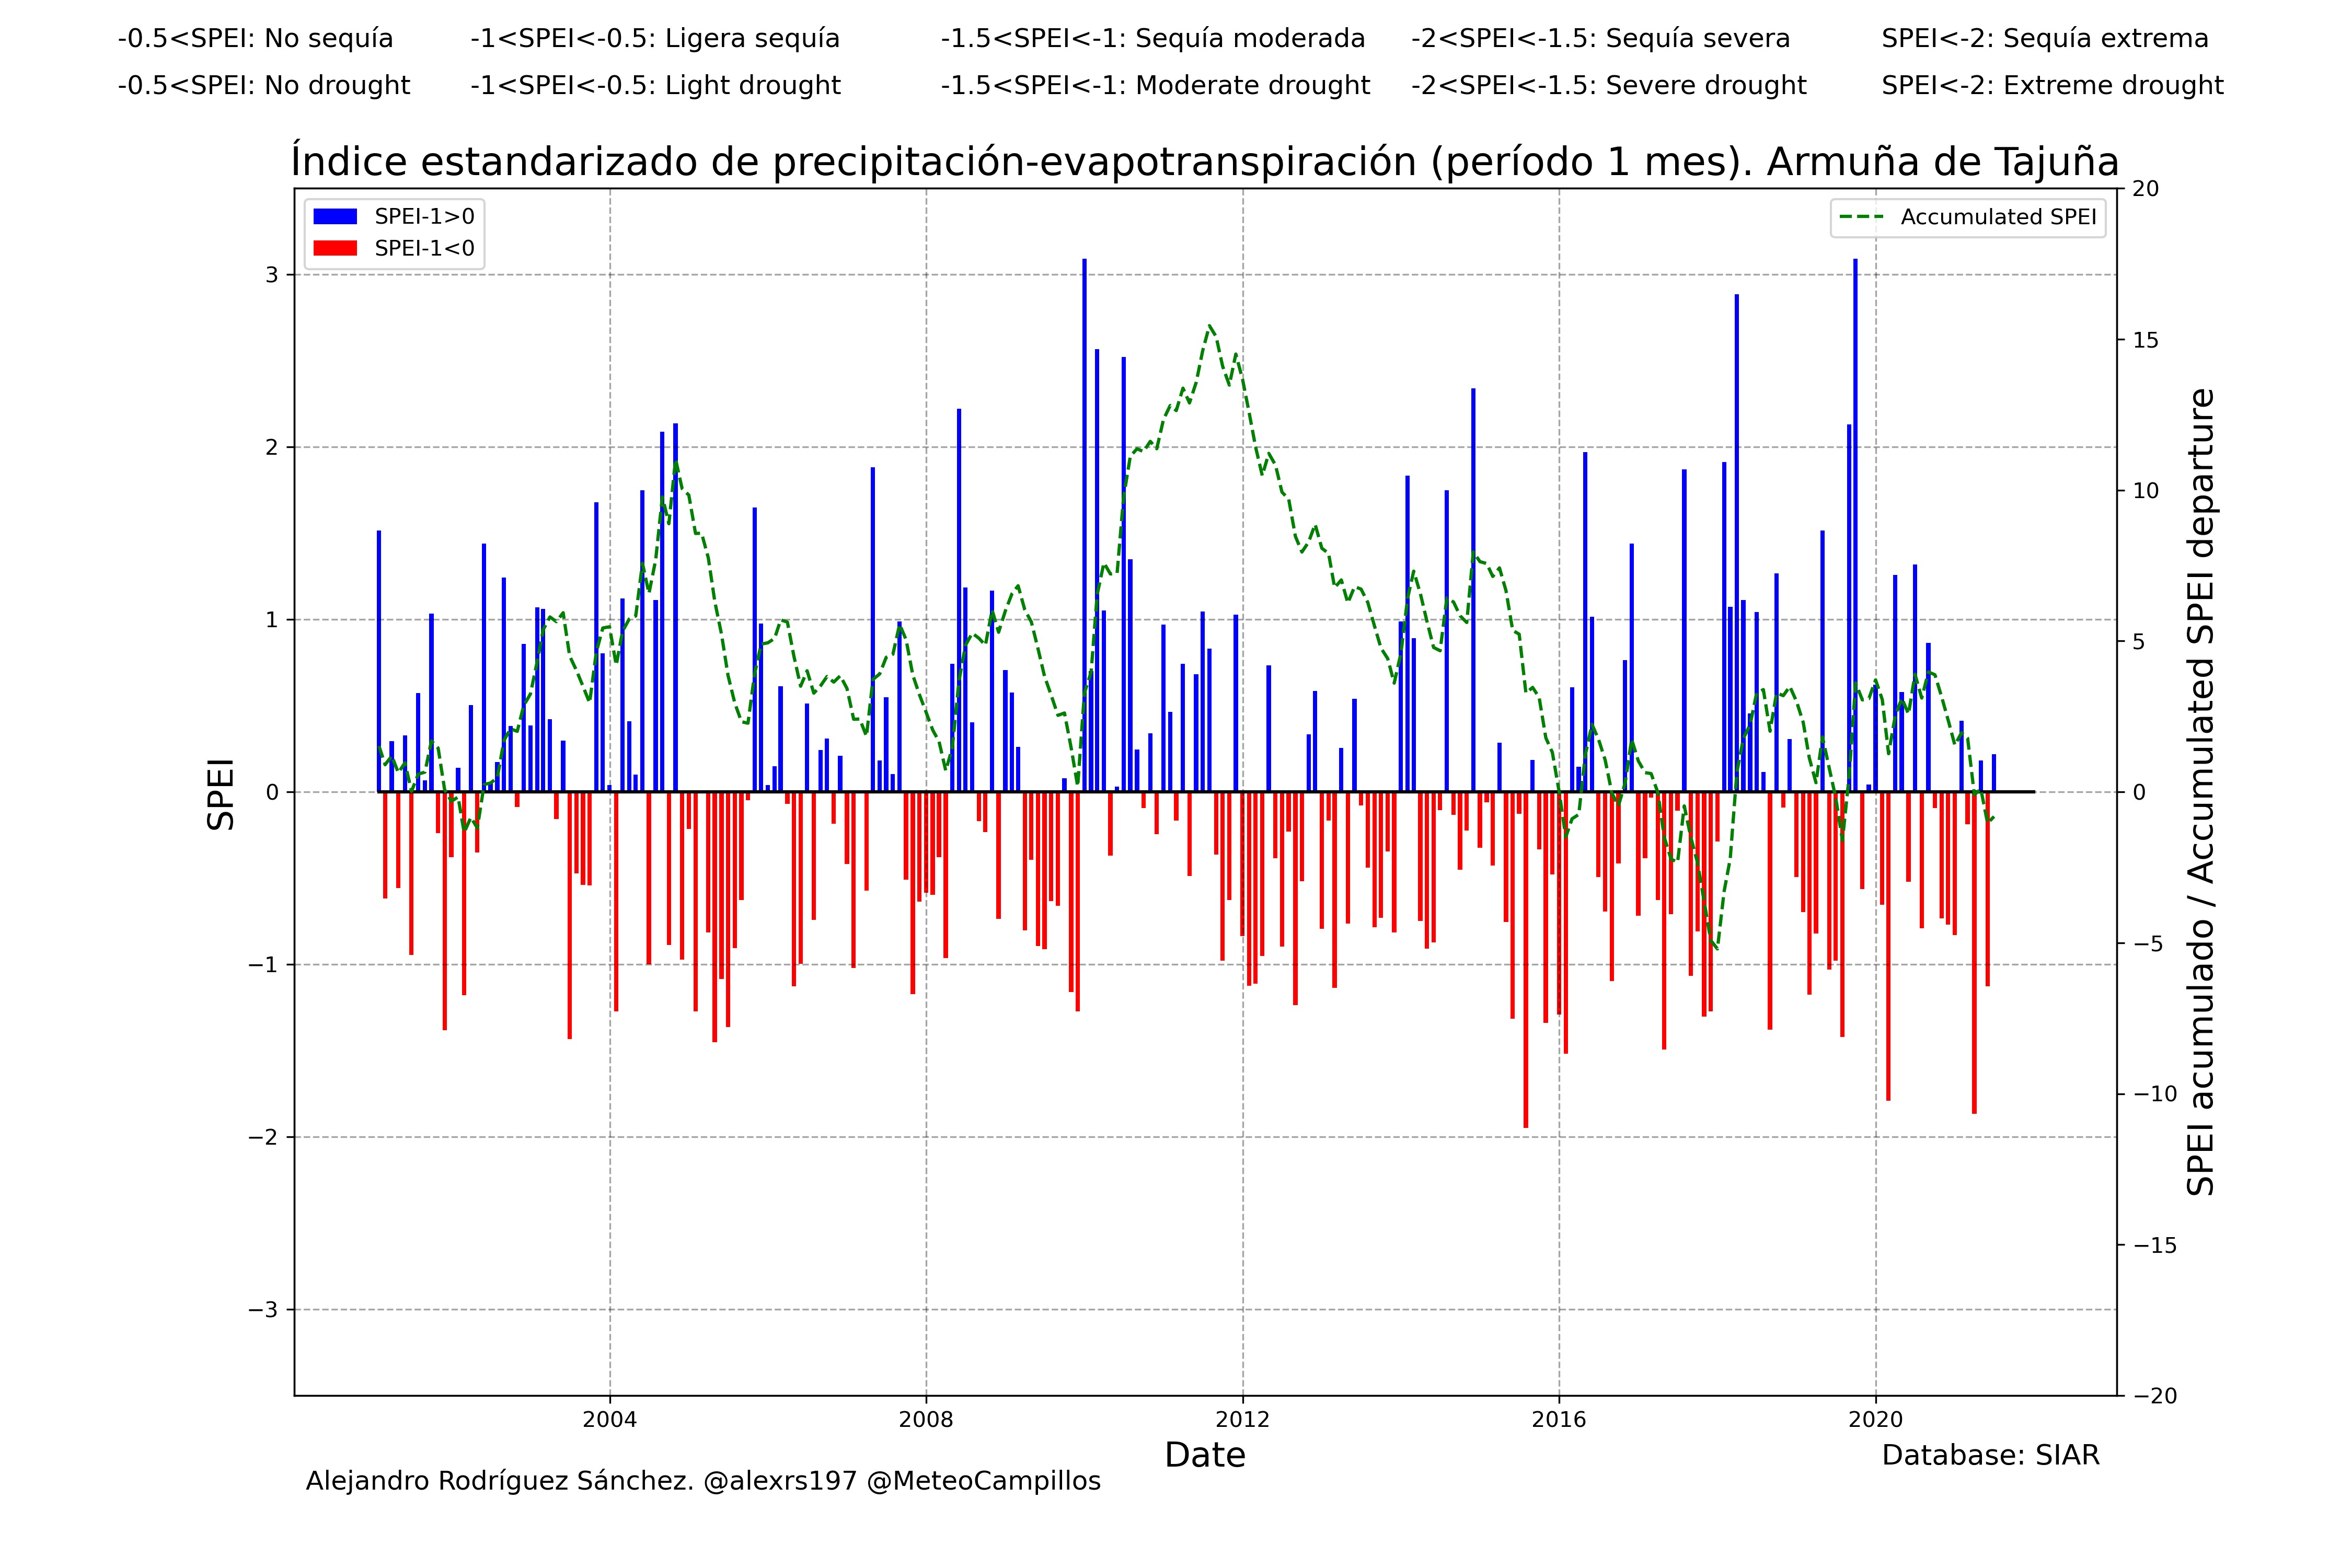 -0.5<SPEI: No sequía -1<SPEI<-0.5: Ligera sequía -1.5<SPEI<-1: Sequía moderada -2<SPEI<-1.5: Sequía severa SPEI<-2: Sequía extrema
-0.5<SPEI: No drought -1<SPEI<-0.5: Light drought -1.5<SPEI<-1: Moderate drought -2<SPEI<-1.5: Severe drought SPEI<-2: Extreme drought
Índice estandarizado de precipitación-evapotranspiración (período 1 mes). Armuña de Tajuña
SPEI-1>0
SPEI-1<0
Accumulated SPEI
SPEI
3
2
1
0
−1
−2
−3
20
15
10
5
0
−5
−10
−15
−20
SPEI acumulado / Accumulated SPEI departure
2004 2008 2012 2016 2020
Date
Database: SIAR
Alejandro Rodríguez Sánchez. @alexrs197 @MeteoCampillos